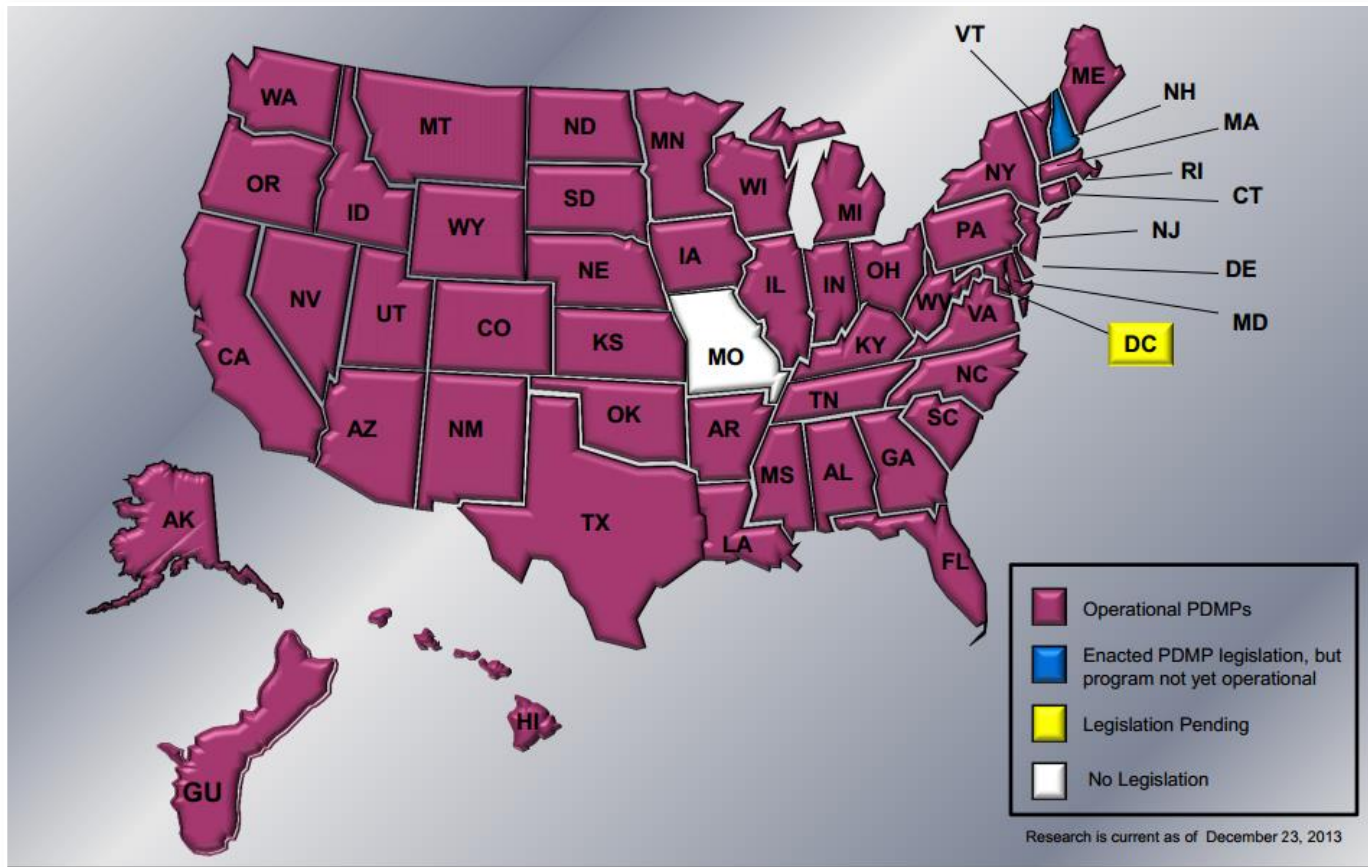 VT
ME
WA
NH
MT
ND
MN
MA
OR
ID
SD
WI
MI
NY
RI
CT
WY
PA
NJ
IA
NE
IL
IN
OH
DE
NV
UT
CO
WV
VA
MD
CA
KS
MO
KY
DC
NC
TN
OK
AZ
NM
AR
SC
MS
AL
GA
TX
AK
LA
FL
HI
GU
Operational PDMPs
Enacted PDMP legislation, but
program not yet operational
Legislation Pending
No Legislation
Research is current as of December 23, 2013